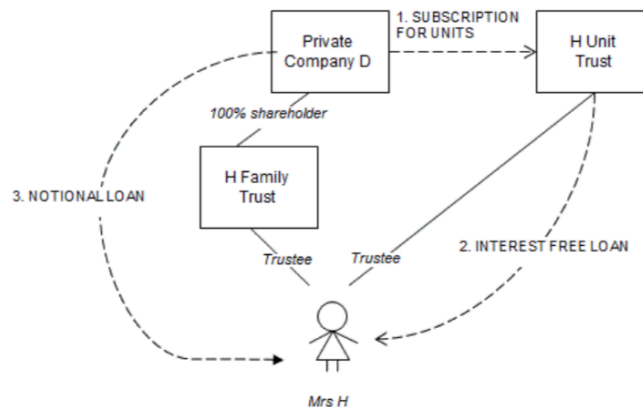 1. SUBSCRIPTION
FOR UNITS
Private
Company D
H Unit
Trust
100% shareholder
H Family
Trust
3. NOTIONAL LOAN
2. INTEREST FREE LOAN
Trustee
Trustee
Mrs H